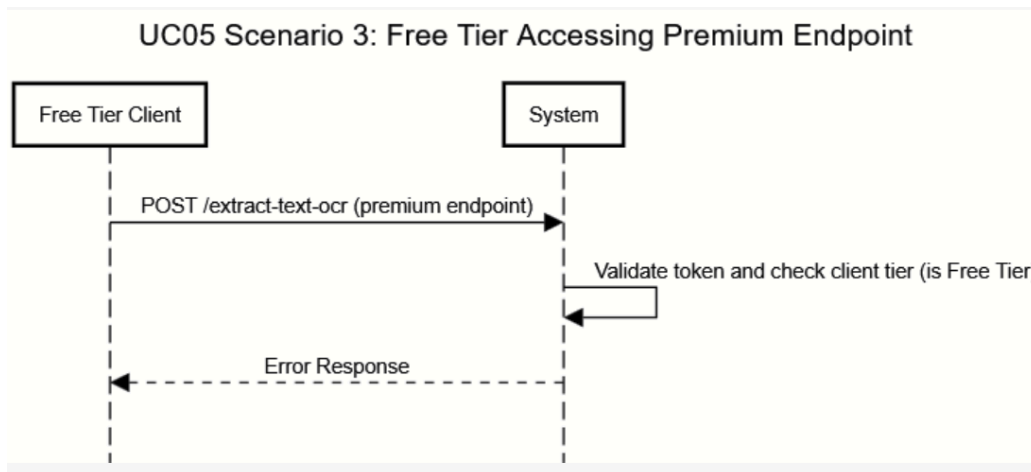 UC05 Scenario 3: Free Tier Accessing Premium Endpoint
Free Tier Client
System
POST /extract-text-ocr (premium endpoint)
Validate token and check client tier (is Free Tier
Error Response